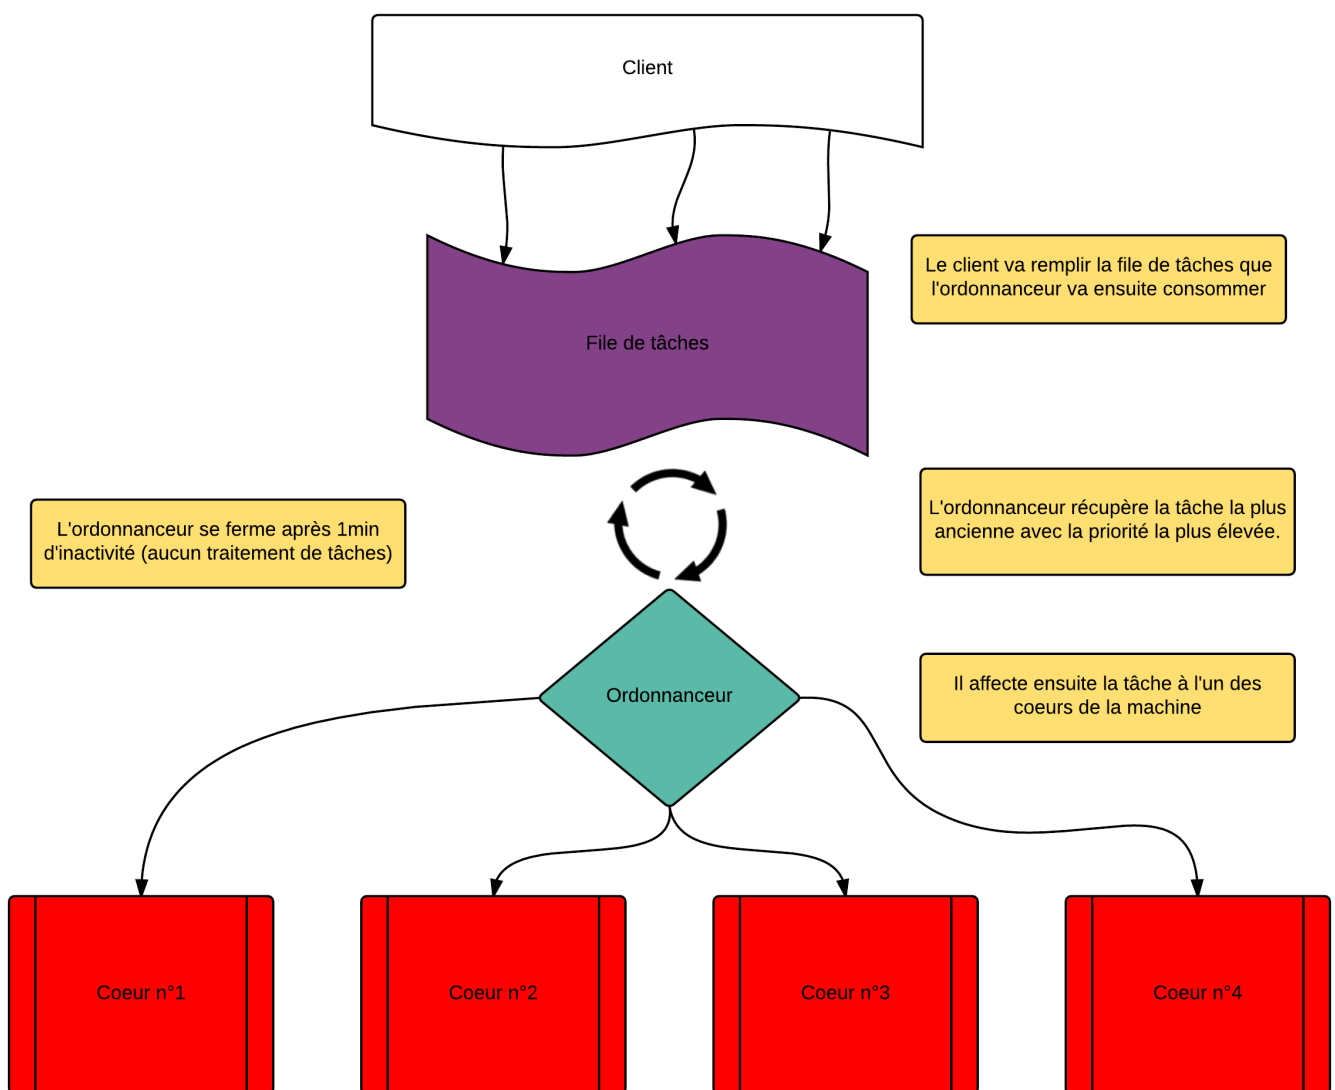 Client
Le client va remplir la file de tâches que
l'ordonnanceur va ensuite consommer
File de tâches
L'ordonnanceur se ferme après 1min
d'inactivité (aucun traitement de tâches)
L'ordonnanceur récupère la tâche la plus
ancienne avec la priorité la plus élevée.
Ordonnanceur
Il affecte ensuite la tâche à l'un des
coeurs de la machine
Coeur n°1
Coeur n°2
Coeur n°3
Coeur n°4